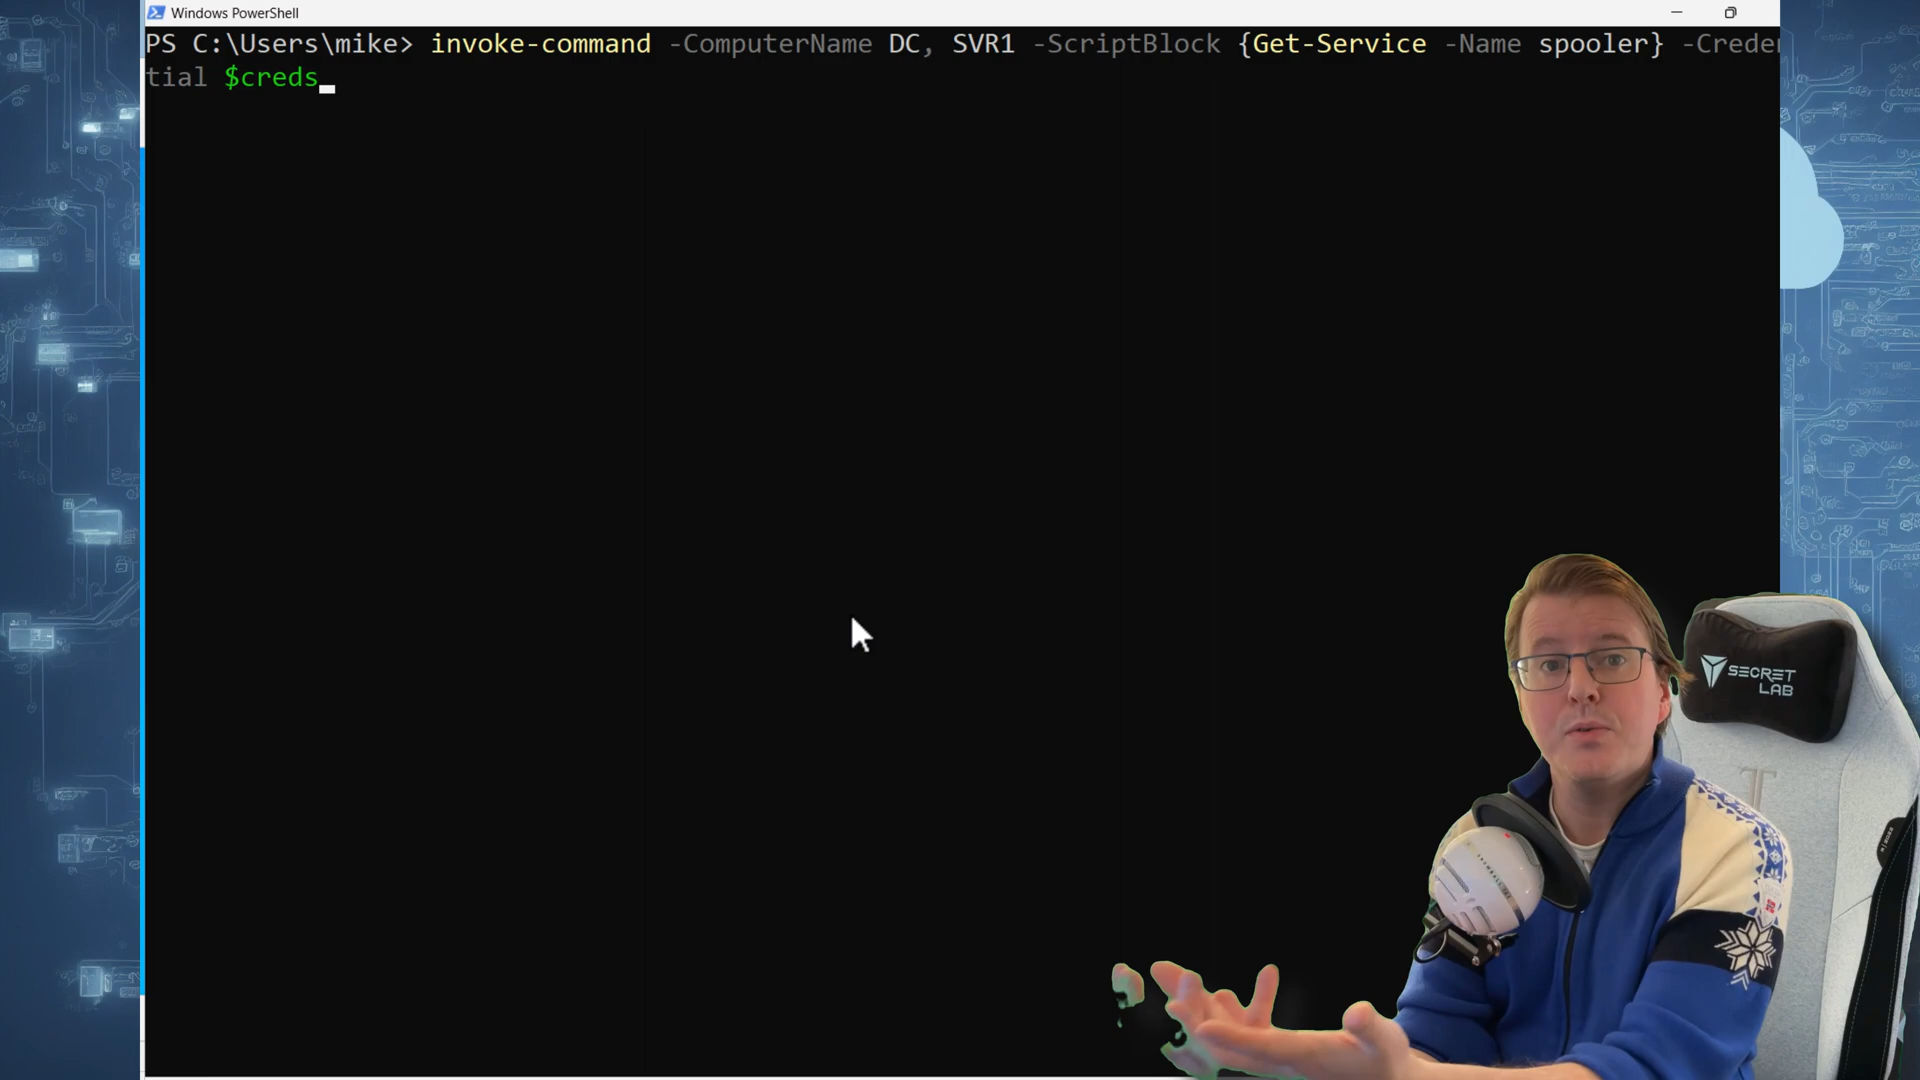 Windows PowerShell
PS C:\Users\mike> invoke-command -ComputerName DC, SVR1 -ScriptBlock {Get-Service -Name spooler} -Creden
tial $creds
SECRET
LAB